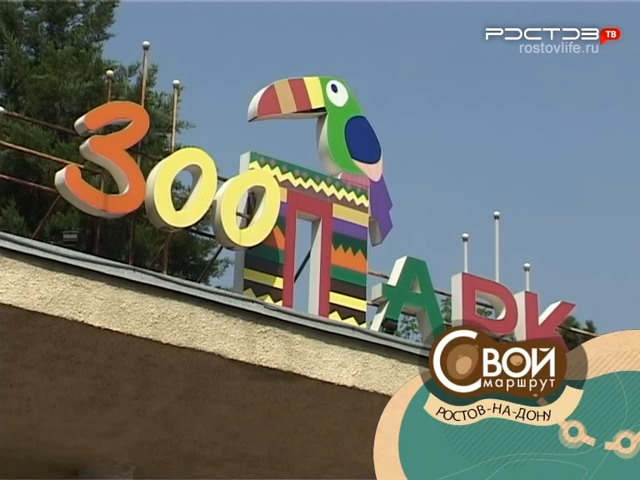 РОСТОВ ТВ
rostovlife.ru
ЗооПАРК
Свой
маршрут
РОСТОВ-НА-ДОНУ